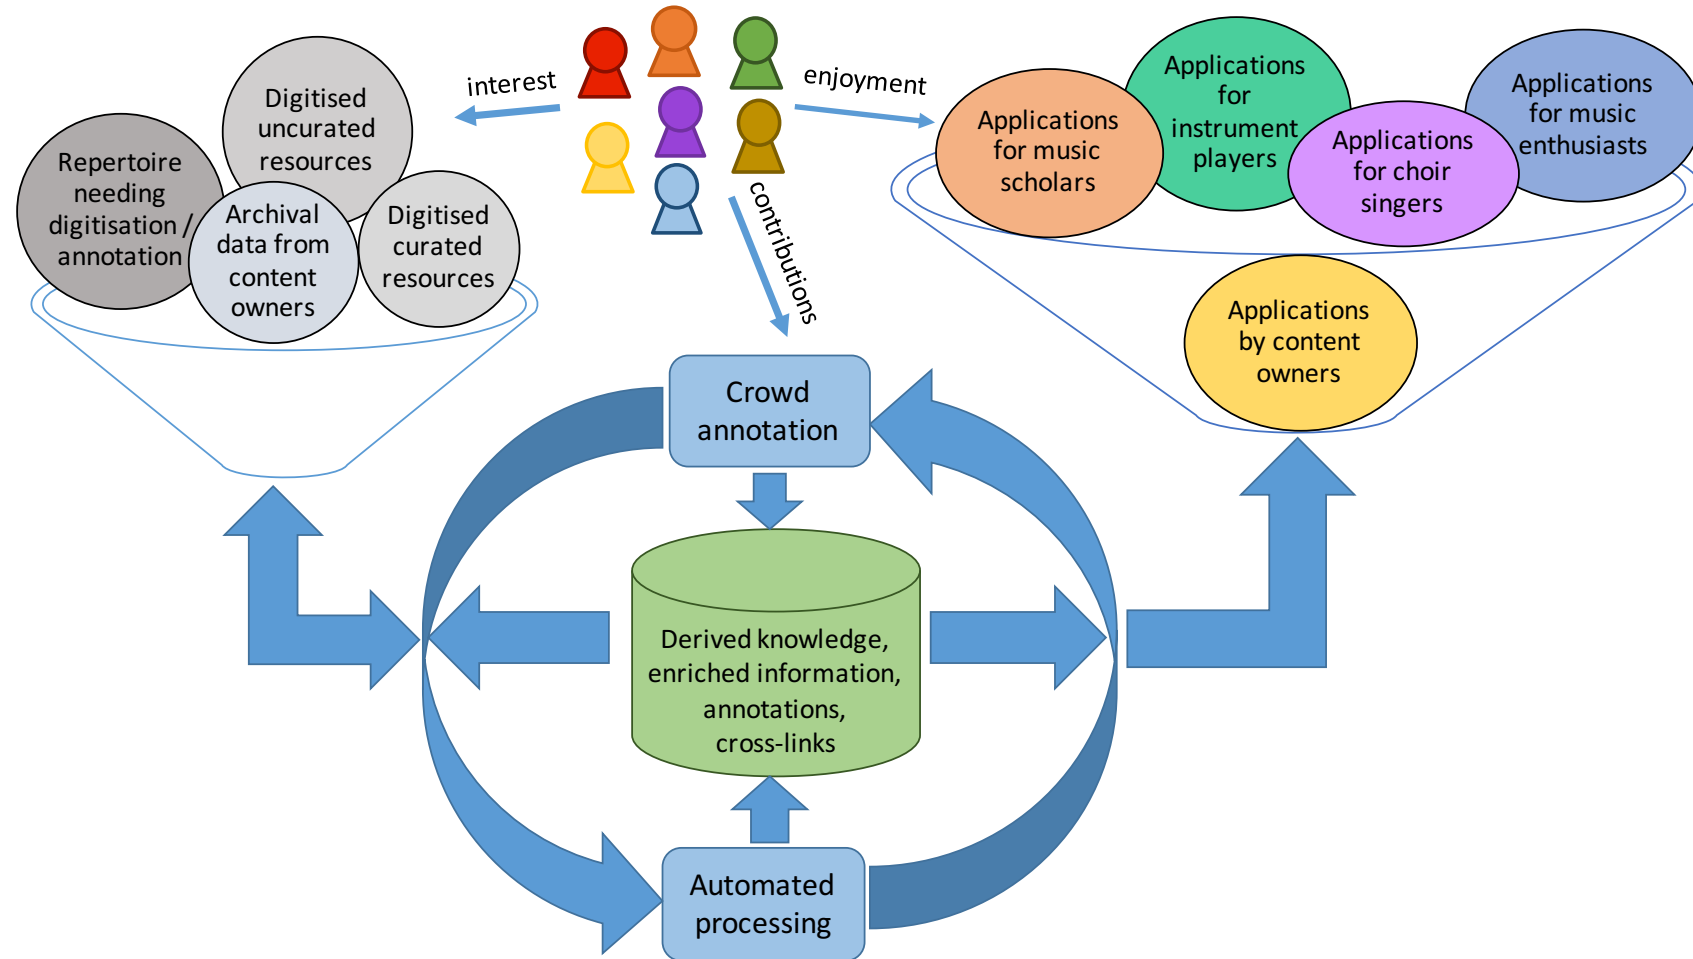 interest
enjoyment
contributions
Digitised
uncurated
resources
Repertoire
needing
digitisation /
annotation
Archival
data from
content
owners
Digitised
curated
resources
Applications
for music
scholars
Applications
for
instrument
players
Applications
for choir
singers
Applications
for music
enthusiasts
Applications
by content
owners
Crowd
annotation
Derived knowledge,
enriched information,
annotations,
cross-links
Automated
processing